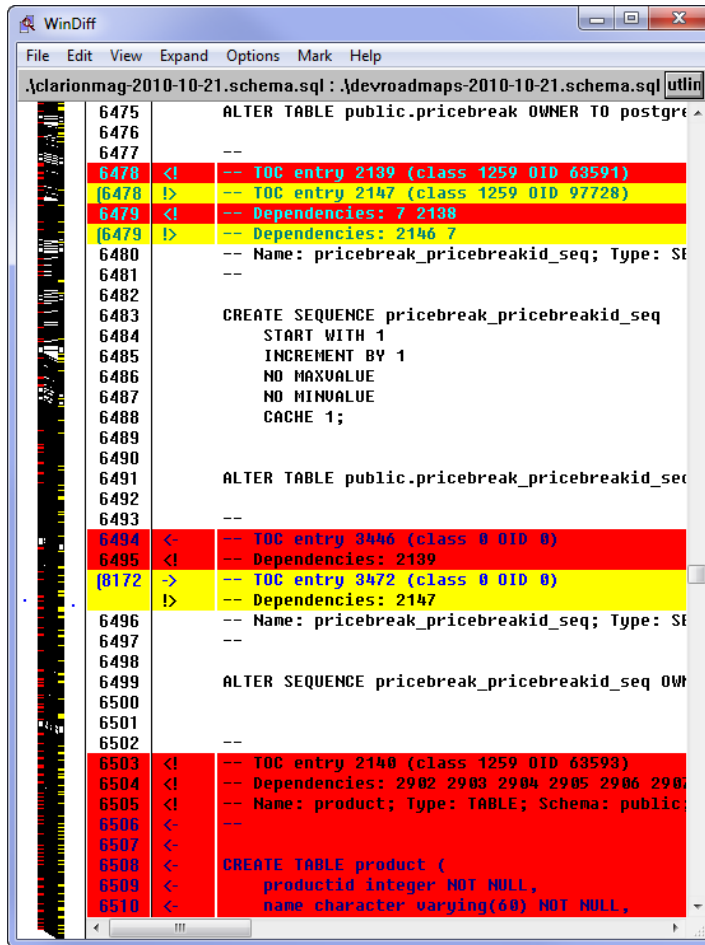 WinDiff
File Edit View Expand Options Mark Help
.\clarionmag-2010-10-21.schema.sql : .\devroadmaps-2010-10-21.schema.sql utlin
6475 ALTER TABLE public.pricebreak OWNER TO postgre
6476
6477 --
6478 <! -- TOC entry 2139 (class 1259 OID 63591)
(6478 !> -- TOC entry 2147 (class 1259 OID 97728)
6479 <! -- Dependencies: 7 2138
(6479 !> -- Dependencies: 2146 7
6480 -- Name: pricebreak_pricebreakid_seq; Type: SE
6481 --
6482
6483 CREATE SEQUENCE pricebreak_pricebreakid_seq
6484 START WITH 1
6485 INCREMENT BY 1
6486 NO MAXVALUE
6487 NO MINVALUE
6488 CACHE 1;
6489
6490
6491 ALTER TABLE public.pricebreak_pricebreakid_sec
6492
6493 --
6494 <- -- TOC entry 3446 (class 0 OID 0)
6495 <! -- Dependencies: 2139
(8172 -> -- TOC entry 3472 (class 0 OID 0)
!> -- Dependencies: 2147
6496 -- Name: pricebreak_pricebreakid_seq; Type: SE
6497 --
6498
6499 ALTER SEQUENCE pricebreak_pricebreakid_seq OWN
6500
6501
6502 --
6503 <! -- TOC entry 2140 (class 1259 OID 63593)
6504 <! -- Dependencies: 2902 2903 2904 2905 2906 2907
6505 <! -- Name: product; Type: TABLE; Schema: public;
6506 <- --
6507 <-
6508 <- CREATE TABLE product (
6509 <- productid integer NOT NULL,
6510 <- name character varying(60) NOT NULL,